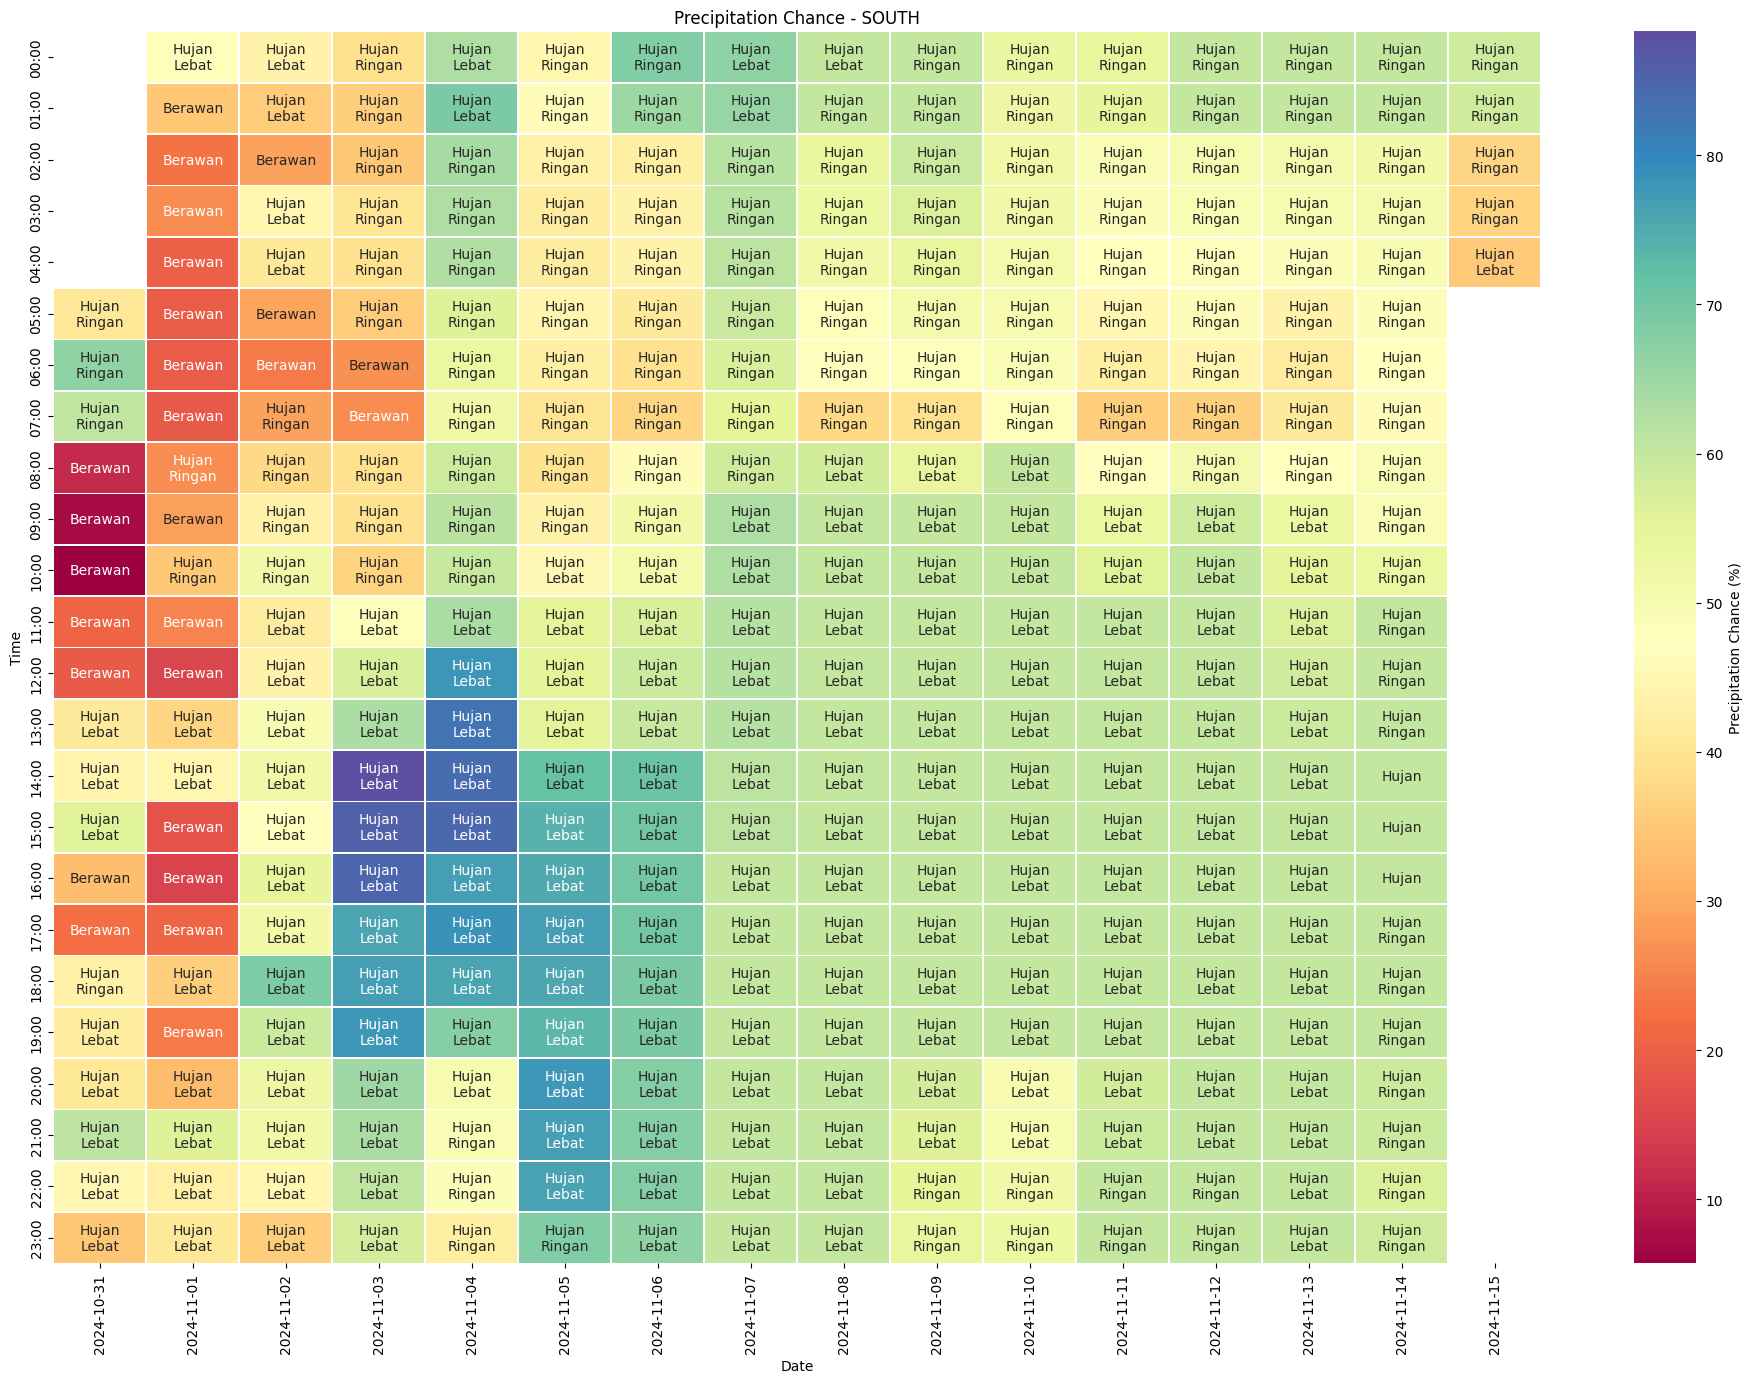 Precipitation Chance - SOUTH
Time
00:00 Hujan Lebat Hujan Lebat Hujan Ringan Hujan Lebat Hujan Ringan Hujan Ringan Hujan Lebat Hujan Lebat Hujan Ringan Hujan Ringan Hujan Ringan Hujan Ringan Hujan Ringan Hujan Ringan Hujan Ringan
01:00 Berawan Hujan Lebat Hujan Ringan Hujan Lebat Hujan Ringan Hujan Ringan Hujan Lebat Hujan Ringan Hujan Ringan Hujan Ringan Hujan Ringan Hujan Ringan Hujan Ringan Hujan Ringan Hujan Ringan
02:00 Berawan Berawan Hujan Ringan Hujan Ringan Hujan Ringan Hujan Ringan Hujan Ringan Hujan Ringan Hujan Ringan Hujan Ringan Hujan Ringan Hujan Ringan Hujan Ringan Hujan Ringan Hujan Ringan
03:00 Berawan Hujan Lebat Hujan Ringan Hujan Ringan Hujan Ringan Hujan Ringan Hujan Ringan Hujan Ringan Hujan Ringan Hujan Ringan Hujan Ringan Hujan Ringan Hujan Ringan Hujan Ringan Hujan Ringan
04:00 Berawan Hujan Lebat Hujan Ringan Hujan Ringan Hujan Ringan Hujan Ringan Hujan Ringan Hujan Ringan Hujan Ringan Hujan Ringan Hujan Ringan Hujan Ringan Hujan Ringan Hujan Ringan Hujan Lebat
05:00 Hujan Ringan Berawan Berawan Hujan Ringan Hujan Ringan Hujan Ringan Hujan Ringan Hujan Ringan Hujan Ringan Hujan Ringan Hujan Ringan Hujan Ringan Hujan Ringan Hujan Ringan Hujan Ringan
06:00 Hujan Ringan Berawan Berawan Berawan Hujan Ringan Hujan Ringan Hujan Ringan Hujan Ringan Hujan Ringan Hujan Ringan Hujan Ringan Hujan Ringan Hujan Ringan Hujan Ringan Hujan Ringan
07:00 Hujan Ringan Berawan Hujan Ringan Berawan Hujan Ringan Hujan Ringan Hujan Ringan Hujan Ringan Hujan Ringan Hujan Ringan Hujan Ringan Hujan Ringan Hujan Ringan Hujan Ringan Hujan Ringan
08:00 Berawan Hujan Ringan Hujan Ringan Hujan Ringan Hujan Ringan Hujan Ringan Hujan Ringan Hujan Ringan Hujan Lebat Hujan Lebat Hujan Lebat Hujan Ringan Hujan Ringan Hujan Ringan Hujan Ringan
09:00 Berawan Berawan Hujan Ringan Hujan Ringan Hujan Ringan Hujan Ringan Hujan Ringan Hujan Lebat Hujan Lebat Hujan Lebat Hujan Lebat Hujan Lebat Hujan Lebat Hujan Lebat Hujan Ringan
10:00 Berawan Hujan Ringan Hujan Ringan Hujan Ringan Hujan Ringan Hujan Lebat Hujan Lebat Hujan Lebat Hujan Lebat Hujan Lebat Hujan Lebat Hujan Lebat Hujan Lebat Hujan Lebat Hujan Ringan
11:00 Berawan Berawan Hujan Lebat Hujan Lebat Hujan Lebat Hujan Lebat Hujan Lebat Hujan Lebat Hujan Lebat Hujan Lebat Hujan Lebat Hujan Lebat Hujan Lebat Hujan Lebat Hujan Ringan
12:00 Berawan Berawan Hujan Lebat Hujan Lebat Hujan Lebat Hujan Lebat Hujan Lebat Hujan Lebat Hujan Lebat Hujan Lebat Hujan Lebat Hujan Lebat Hujan Lebat Hujan Lebat Hujan Ringan
13:00 Hujan Lebat Hujan Lebat Hujan Lebat Hujan Lebat Hujan Lebat Hujan Lebat Hujan Lebat Hujan Lebat Hujan Lebat Hujan Lebat Hujan Lebat Hujan Lebat Hujan Lebat Hujan Lebat Hujan Ringan
14:00 Hujan Lebat Hujan Lebat Hujan Lebat Hujan Lebat Hujan Lebat Hujan Lebat Hujan Lebat Hujan Lebat Hujan Lebat Hujan Lebat Hujan Lebat Hujan Lebat Hujan Lebat Hujan Lebat Hujan
15:00 Hujan Lebat Berawan Hujan Lebat Hujan Lebat Hujan Lebat Hujan Lebat Hujan Lebat Hujan Lebat Hujan Lebat Hujan Lebat Hujan Lebat Hujan Lebat Hujan Lebat Hujan Lebat Hujan
16:00 Berawan Berawan Hujan Lebat Hujan Lebat Hujan Lebat Hujan Lebat Hujan Lebat Hujan Lebat Hujan Lebat Hujan Lebat Hujan Lebat Hujan Lebat Hujan Lebat Hujan Lebat Hujan
17:00 Berawan Berawan Hujan Lebat Hujan Lebat Hujan Lebat Hujan Lebat Hujan Lebat Hujan Lebat Hujan Lebat Hujan Lebat Hujan Lebat Hujan Lebat Hujan Lebat Hujan Lebat Hujan Ringan
18:00 Hujan Ringan Hujan Lebat Hujan Lebat Hujan Lebat Hujan Lebat Hujan Lebat Hujan Lebat Hujan Lebat Hujan Lebat Hujan Lebat Hujan Lebat Hujan Lebat Hujan Lebat Hujan Lebat Hujan Ringan
19:00 Hujan Lebat Berawan Hujan Lebat Hujan Lebat Hujan Lebat Hujan Lebat Hujan Lebat Hujan Lebat Hujan Lebat Hujan Lebat Hujan Lebat Hujan Lebat Hujan Lebat Hujan Lebat Hujan Ringan
20:00 Hujan Lebat Hujan Lebat Hujan Lebat Hujan Lebat Hujan Lebat Hujan Lebat Hujan Lebat Hujan Lebat Hujan Lebat Hujan Lebat Hujan Lebat Hujan Lebat Hujan Lebat Hujan Lebat Hujan Ringan
21:00 Hujan Lebat Hujan Lebat Hujan Lebat Hujan Lebat Hujan Ringan Hujan Lebat Hujan Lebat Hujan Lebat Hujan Lebat Hujan Lebat Hujan Lebat Hujan Lebat Hujan Lebat Hujan Lebat Hujan Ringan
22:00 Hujan Lebat Hujan Lebat Hujan Lebat Hujan Lebat Hujan Ringan Hujan Lebat Hujan Lebat Hujan Lebat Hujan Lebat Hujan Ringan Hujan Ringan Hujan Ringan Hujan Ringan Hujan Lebat Hujan Ringan
23:00 Hujan Lebat Hujan Lebat Hujan Lebat Hujan Lebat Hujan Ringan Hujan Ringan Hujan Lebat Hujan Lebat Hujan Lebat Hujan Ringan Hujan Ringan Hujan Ringan Hujan Ringan Hujan Lebat Hujan Ringan
2024-10-31 2024-11-01 2024-11-02 2024-11-03 2024-11-04 2024-11-05 2024-11-06 2024-11-07 2024-11-08 2024-11-09 2024-11-10 2024-11-11 2024-11-12 2024-11-13 2024-11-14 2024-11-15
Date
80
70
60
50
40
30
20
10
Precipitation Chance (%)